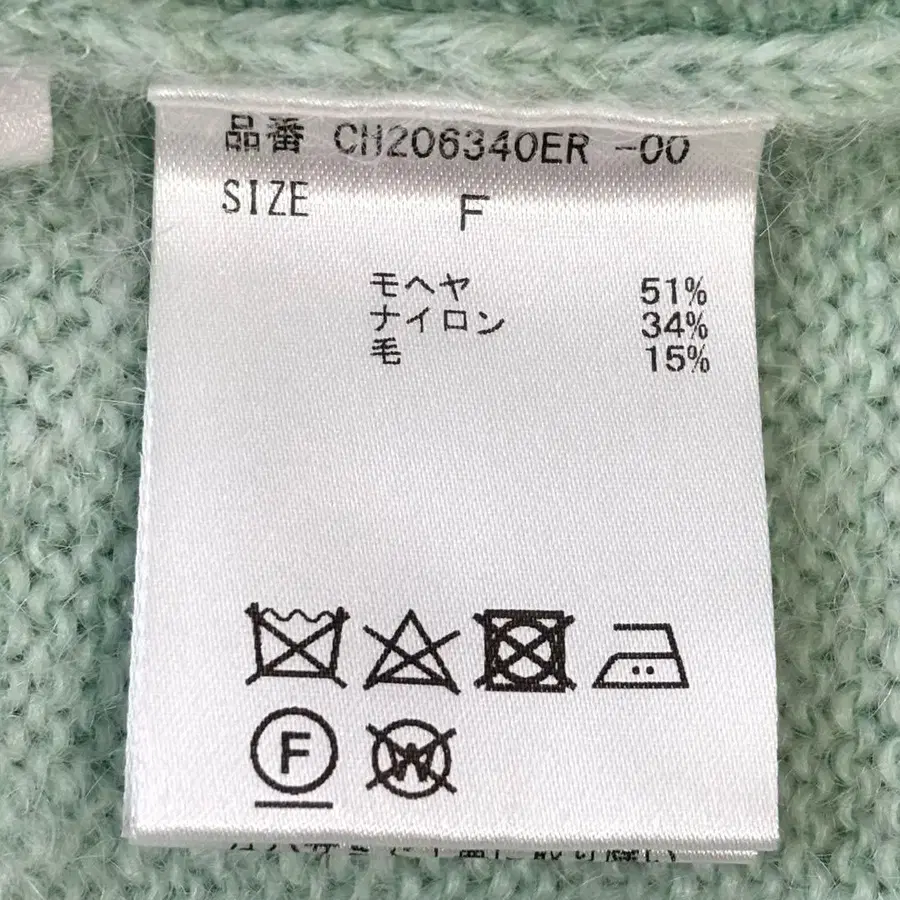 品番 CH206340ER -00
SIZE F
モヘヤ 51%
ナイロン 34%
毛 15%
F
W